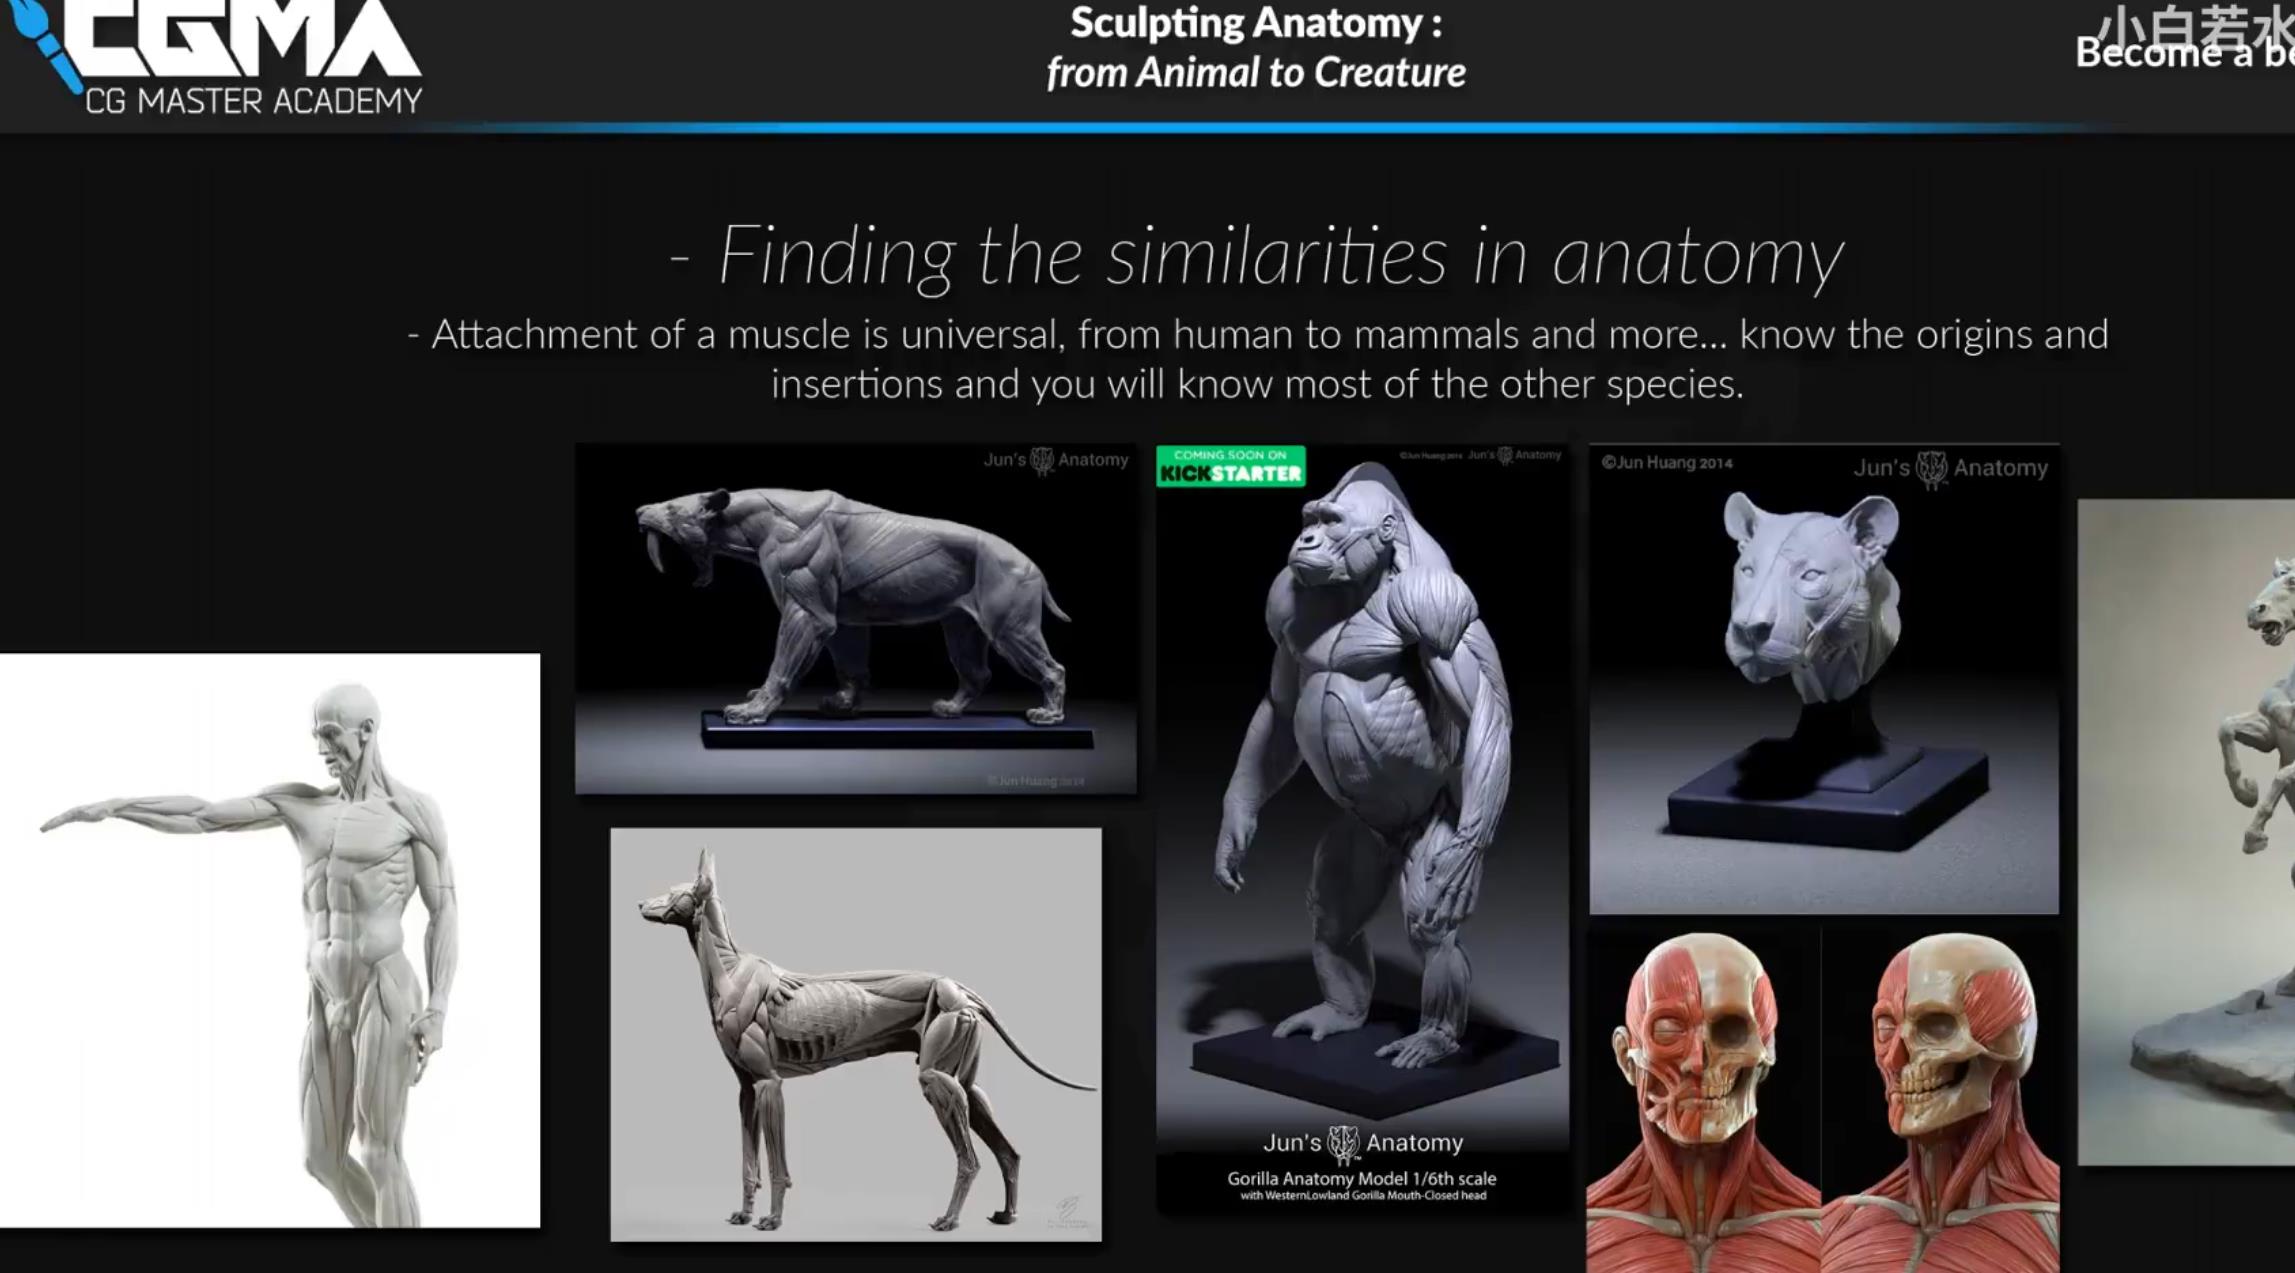 CGMA
CG MASTER ACADEMY
Sculpting Anatomy :
from Animal to Creature
小白若水
Become a be
- Finding the similarities in anatomy
- Attachment of a muscle is universal, from human to mammals and more... know the origins and
insertions and you will know most of the other species.
Jun's Anatomy
©Jun Huang 2014
COMING SOON ON
KICKSTARTER
©Jun Huang 2014 Jun's Anatomy
Jun's Anatomy
Gorilla Anatomy Model 1/6th scale
with WesternLowland Gorilla Mouth-Closed head
©Jun Huang 2014
Jun's Anatomy